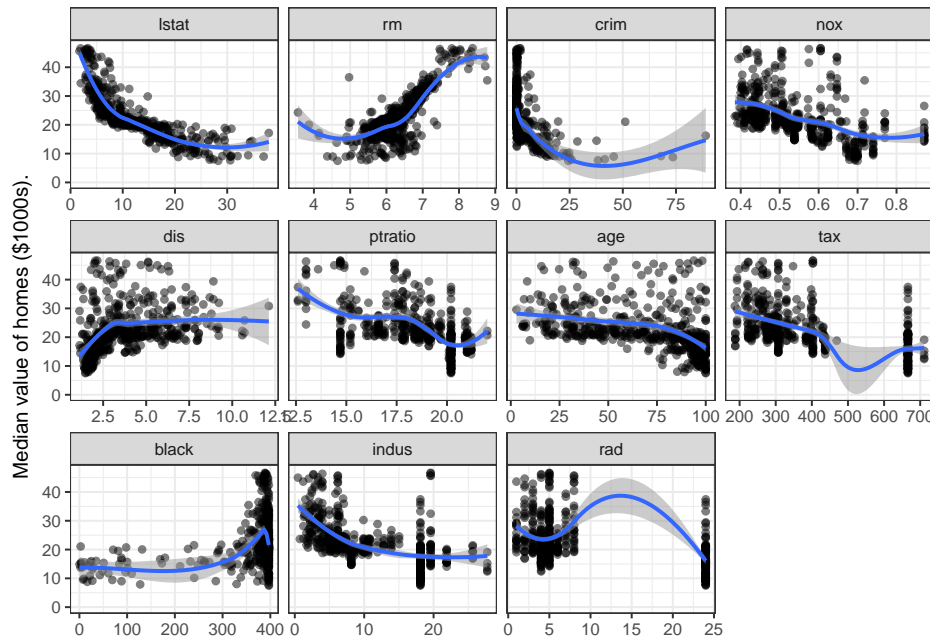 Median value of homes ($1000s).
lstat rm crim nox
40
30
20
10
0
0 10 20 30 4 5 6 7 8 9 0 25 50 75 0.4 0.5 0.6 0.7 0.8
dis ptratio age tax
40
30
20
10
0
2.5 5.0 7.5 10.0 12.5 12.5 15.0 17.5 20.0 0 25 50 75 100 200 300 400 500 600 700
black indus rad
40
30
20
10
0
0 100 200 300 400 0 10 20 0 5 10 15 20 25